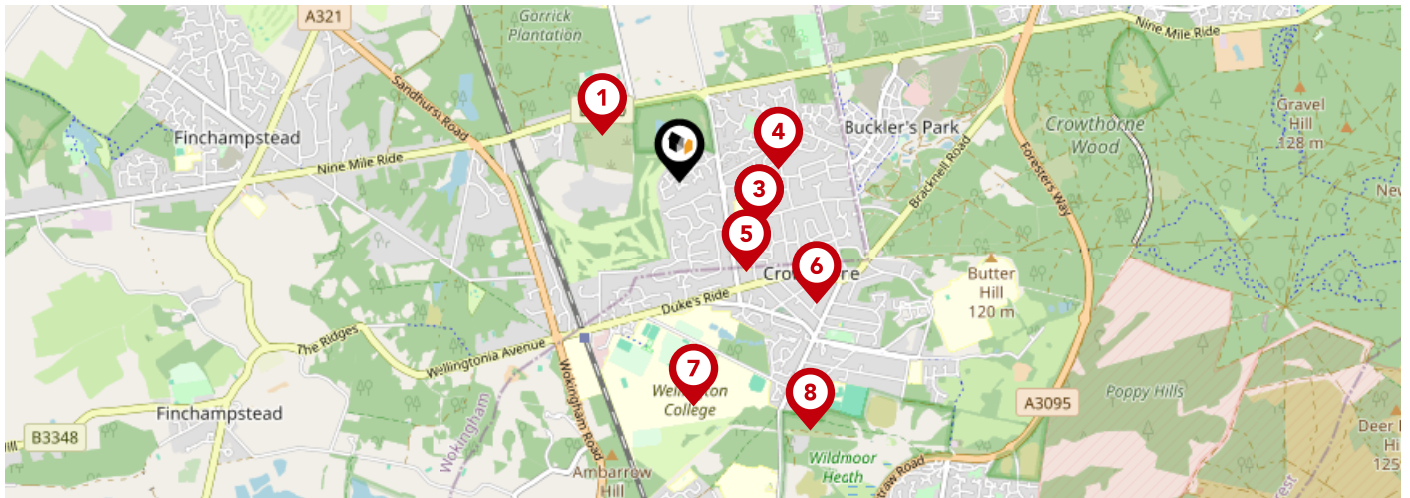 A321
Gorrick
Plantation
Nine Mile Ride
Sandhurst Road
1
Gravel
Hill
128 m
4
Buckler's Park
Crowthorne
Wood
Finchampstead
Nine Mile Ride
Bracknell Road
Foresters Way
3
5
6
Butter
Hill
120 m
Duke's Ride
The Ridges
Wellingtonia Avenue
7
College
8
Poppy Hills
A3095
Finchampstead
B3348
Wokingham
Wokingham Road
Wildmoor
Heath
Ambarrow
Hill